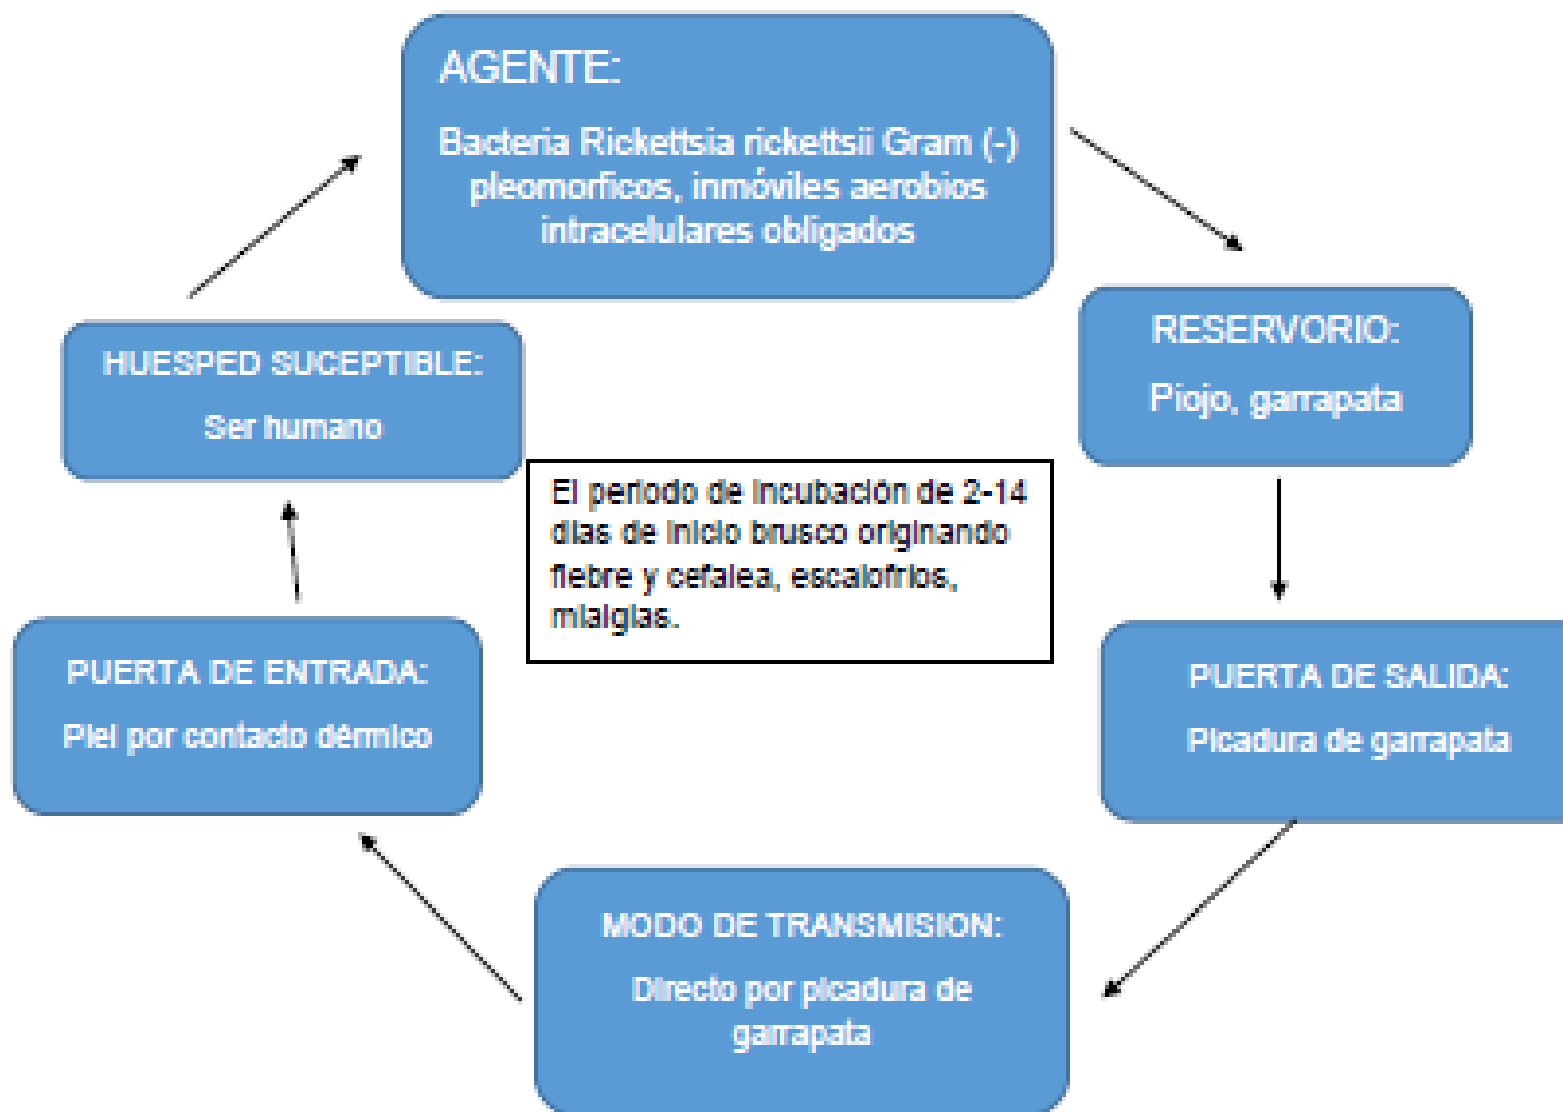 AGENTE:
Bacteria Rickettsia rickettsii Gram (-)
pleomorficos, inmóviles aerobios
intracelulares obligados
RESERVORIO:
Piojo, garrapata
PUERTA DE SALIDA:
Picadura de garrapata
MODO DE TRANSMISION:
Directo por picadura de
garrapata
PUERTA DE ENTRADA:
Piel por contacto dérmico
HUESPED SUCEPTIBLE:
Ser humano
El periodo de incubación de 2-14
días de inicio brusco originando
fiebre y cefalea, escalofríos,
mialgias.